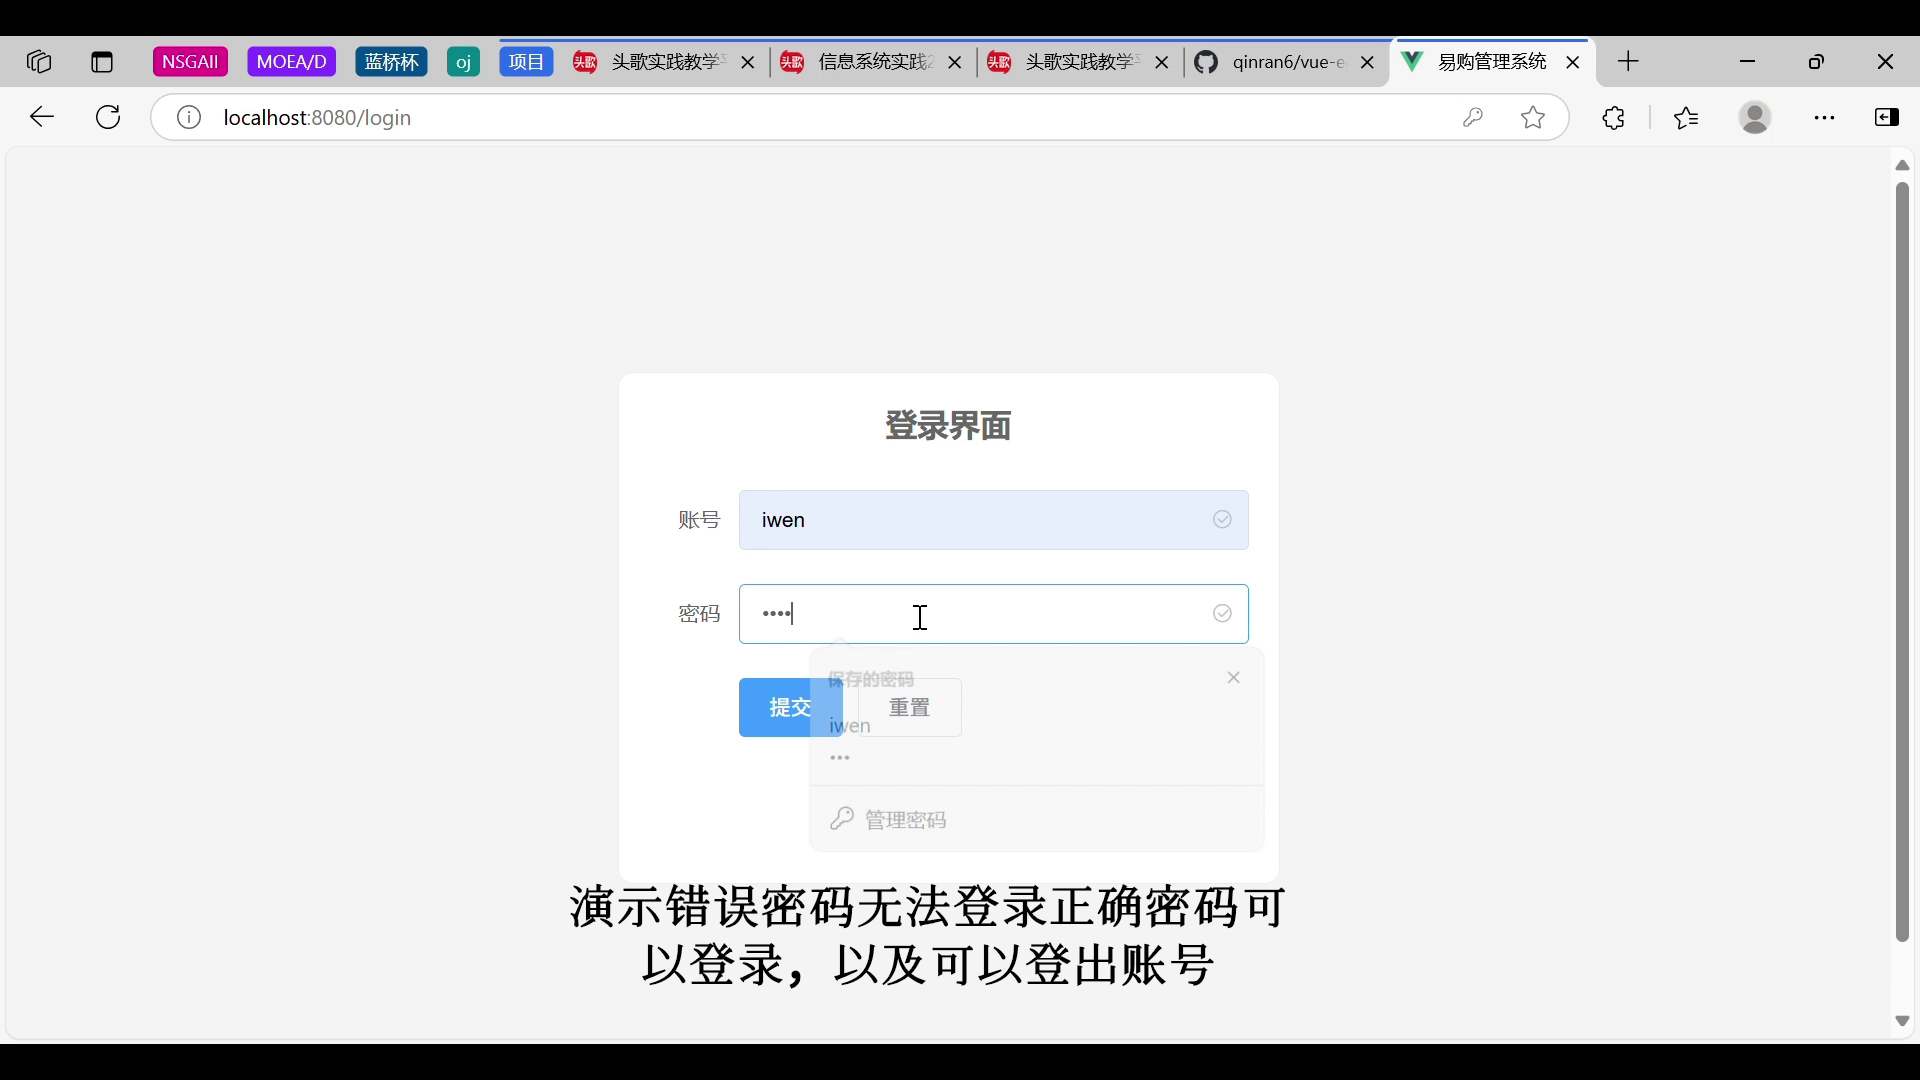 NSGAII MOEA/D 蓝桥杯 oj 项目 头歌实践教学 信息系统实践 头歌实践教学 qinran6/vue-e 易购管理系统
localhost:8080/login
登录界面
账号 iwen
密码 ••••
保存的密码
提交 重置
iwen
•••
管理密码
演示错误密码无法登录正确密码可
以登录，以及可以登出账号